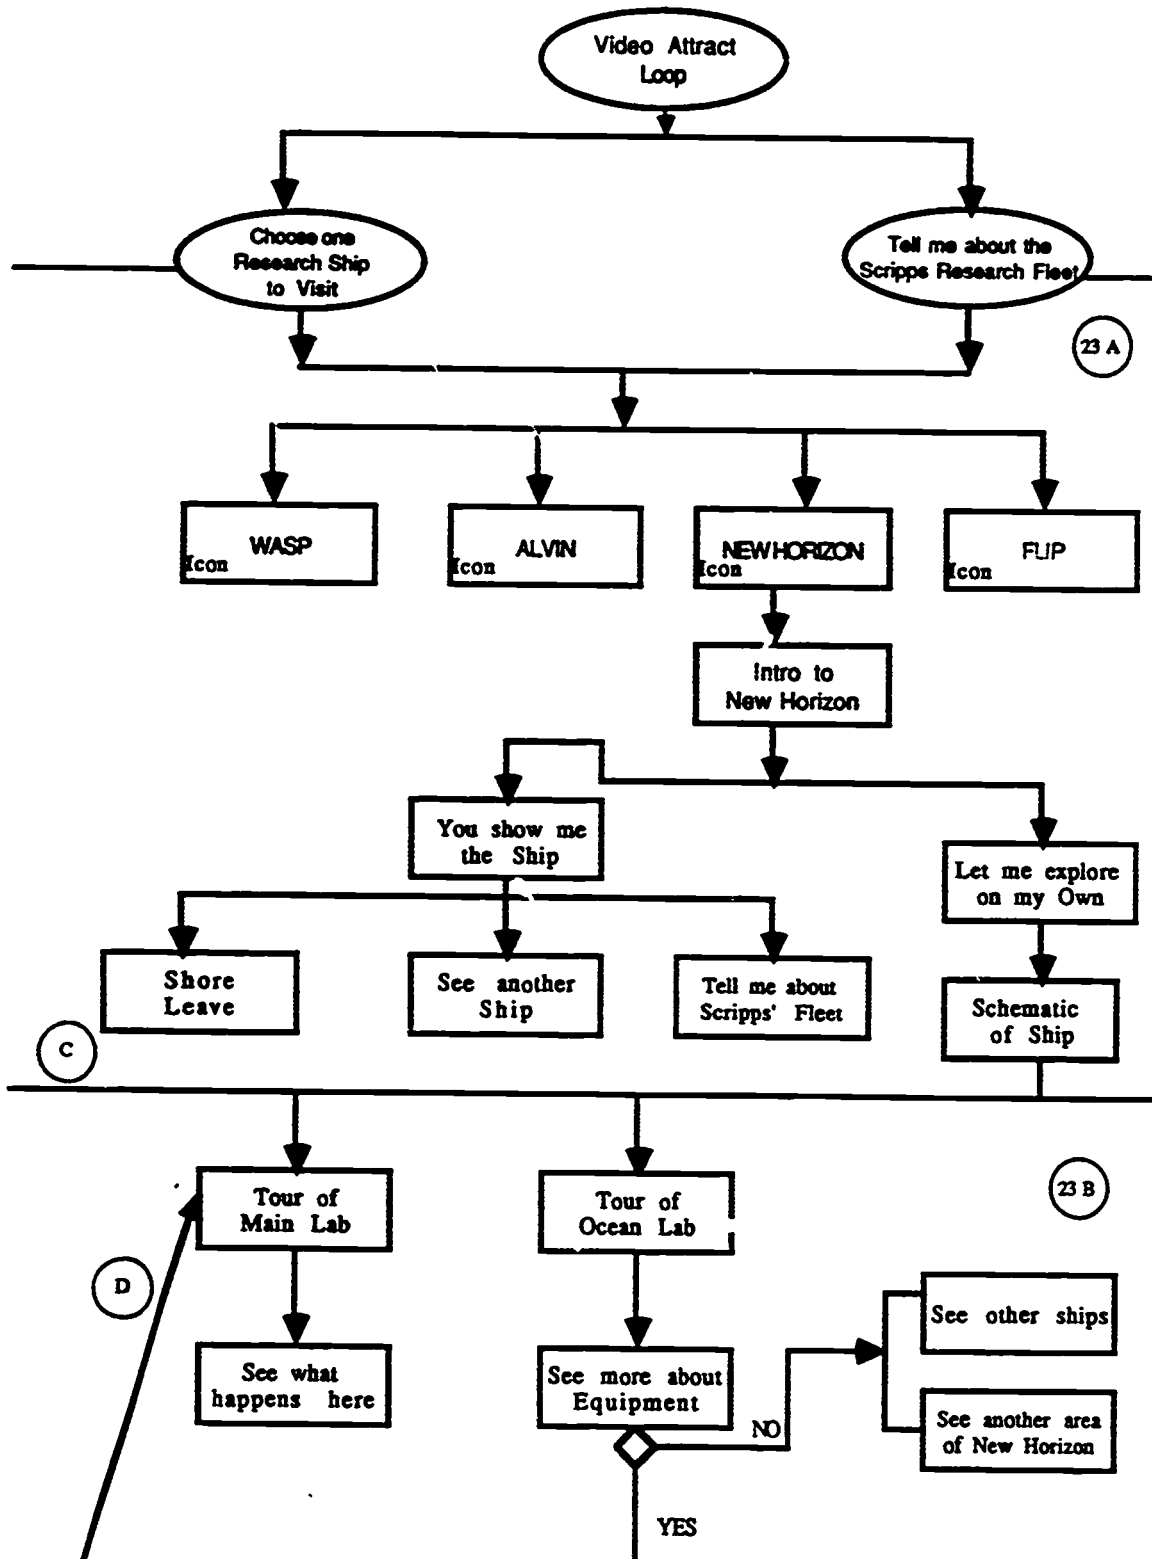 Video Attract
Loop
Choose one
Research Ship
to Visit
Tell me about the
Scripps Research Fleet
23 A
WASP
Icon
ALVIN
Icon
NEW HORIZON
Icon
FLIP
Icon
Intro to
New Horizon
You show me
the Ship
Let me explore
on my Own
Shore
Leave
See another
Ship
Tell me about
Scripps' Fleet
Schematic
of Ship
C
Tour of
Main Lab
Tour of
Ocean Lab
23 B
D
See what
happens here
See more about
Equipment
NO
See other ships
See another area
of New Horizon
YES